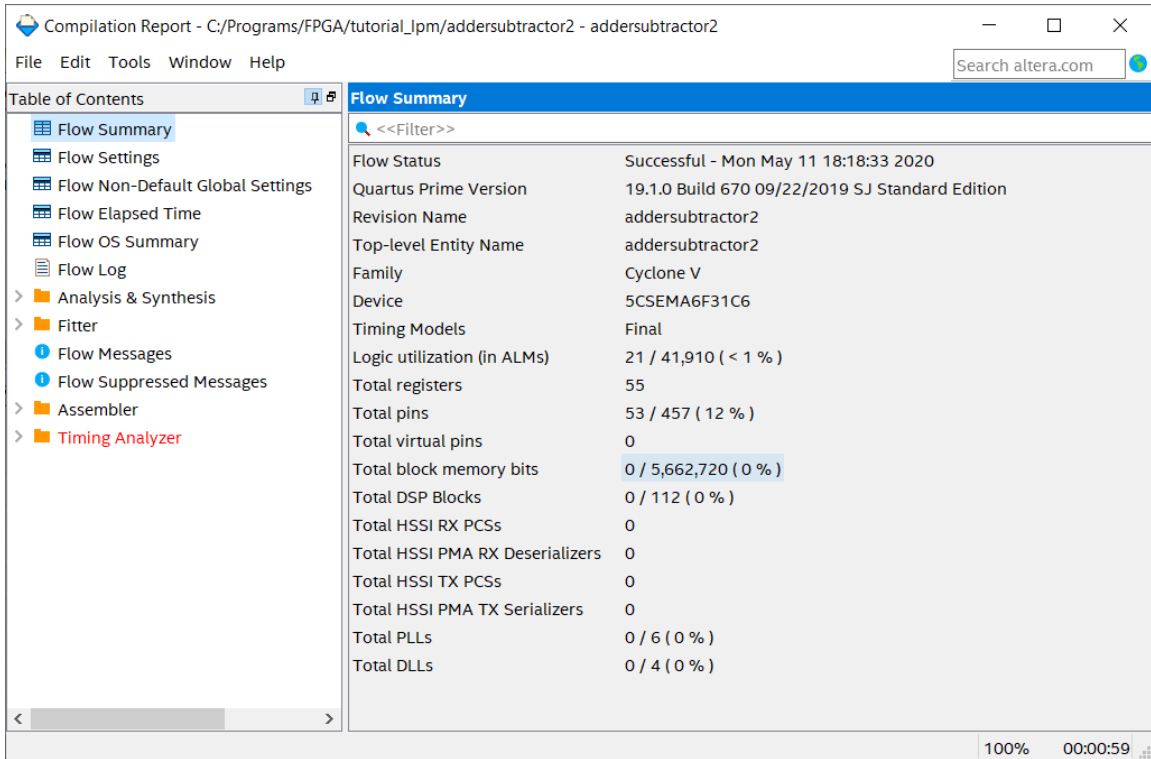 Compilation Report - C:/Programs/FPGA/tutorial_lpm/addersubtractor2 - addersubtractor2
File Edit Tools Window Help
Search altera.com
Table of Contents
Flow Summary
Flow Settings
Flow Non-Default Global Settings
Flow Elapsed Time
Flow OS Summary
Flow Log
Analysis & Synthesis
Fitter
Flow Messages
Flow Suppressed Messages
Assembler
Timing Analyzer
Flow Summary
<<Filter>>
Flow Status Successful - Mon May 11 18:18:33 2020
Quartus Prime Version 19.1.0 Build 670 09/22/2019 SJ Standard Edition
Revision Name addersubtractor2
Top-level Entity Name addersubtractor2
Family Cyclone V
Device 5CSEMA6F31C6
Timing Models Final
Logic utilization (in ALMs) 21 / 41,910 ( < 1 % )
Total registers 55
Total pins 53 / 457 ( 12 % )
Total virtual pins 0
Total block memory bits 0 / 5,662,720 ( 0 % )
Total DSP Blocks 0 / 112 ( 0 % )
Total HSSI RX PCSs 0
Total HSSI PMA RX Deserializers 0
Total HSSI TX PCSs 0
Total HSSI PMA TX Serializers 0
Total PLLs 0 / 6 ( 0 % )
Total DLLs 0 / 4 ( 0 % )
100% 00:00:59